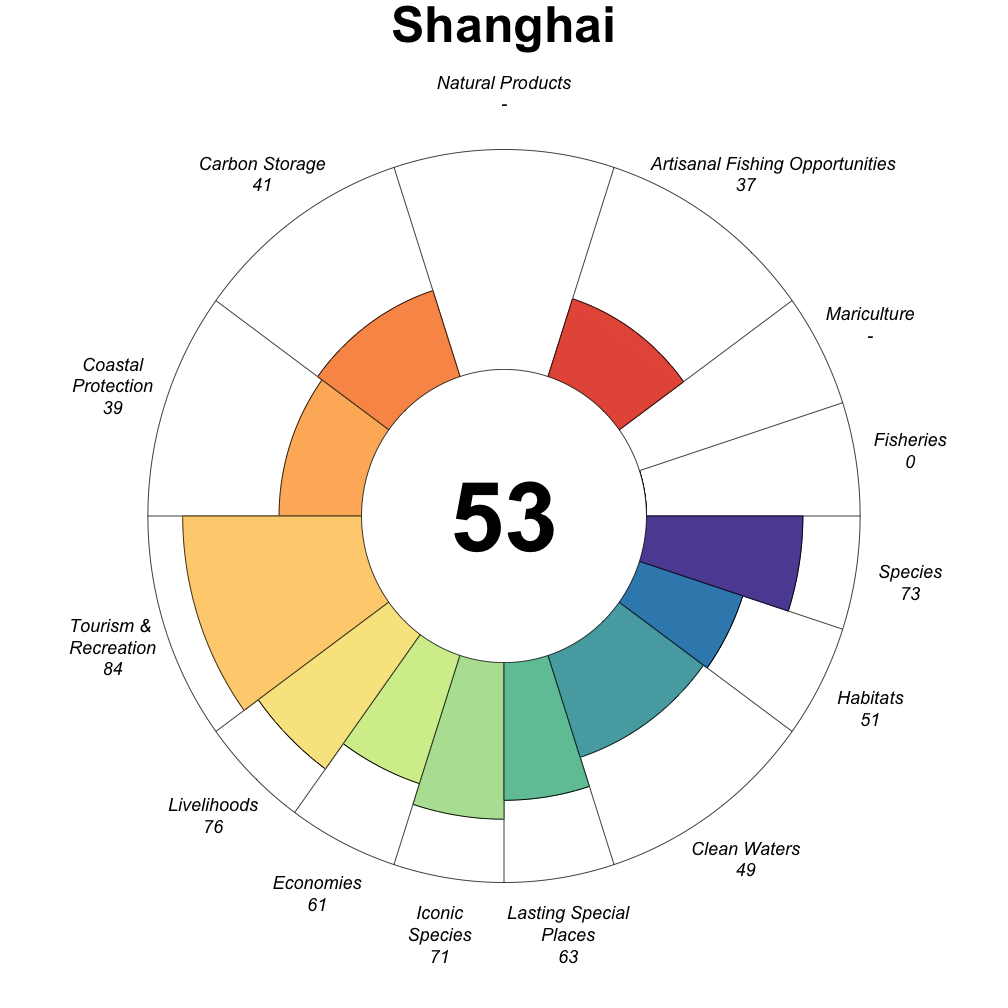 Shanghai
Natural Products
-
Carbon Storage
41
Artisanal Fishing Opportunities
37
Mariculture
-
Coastal
Protection
39
Fisheries
0
53
Species
73
Tourism &
Recreation
84
Habitats
51
Livelihoods
76
Clean Waters
49
Economies
61
Iconic
Species
71
Lasting Special
Places
63